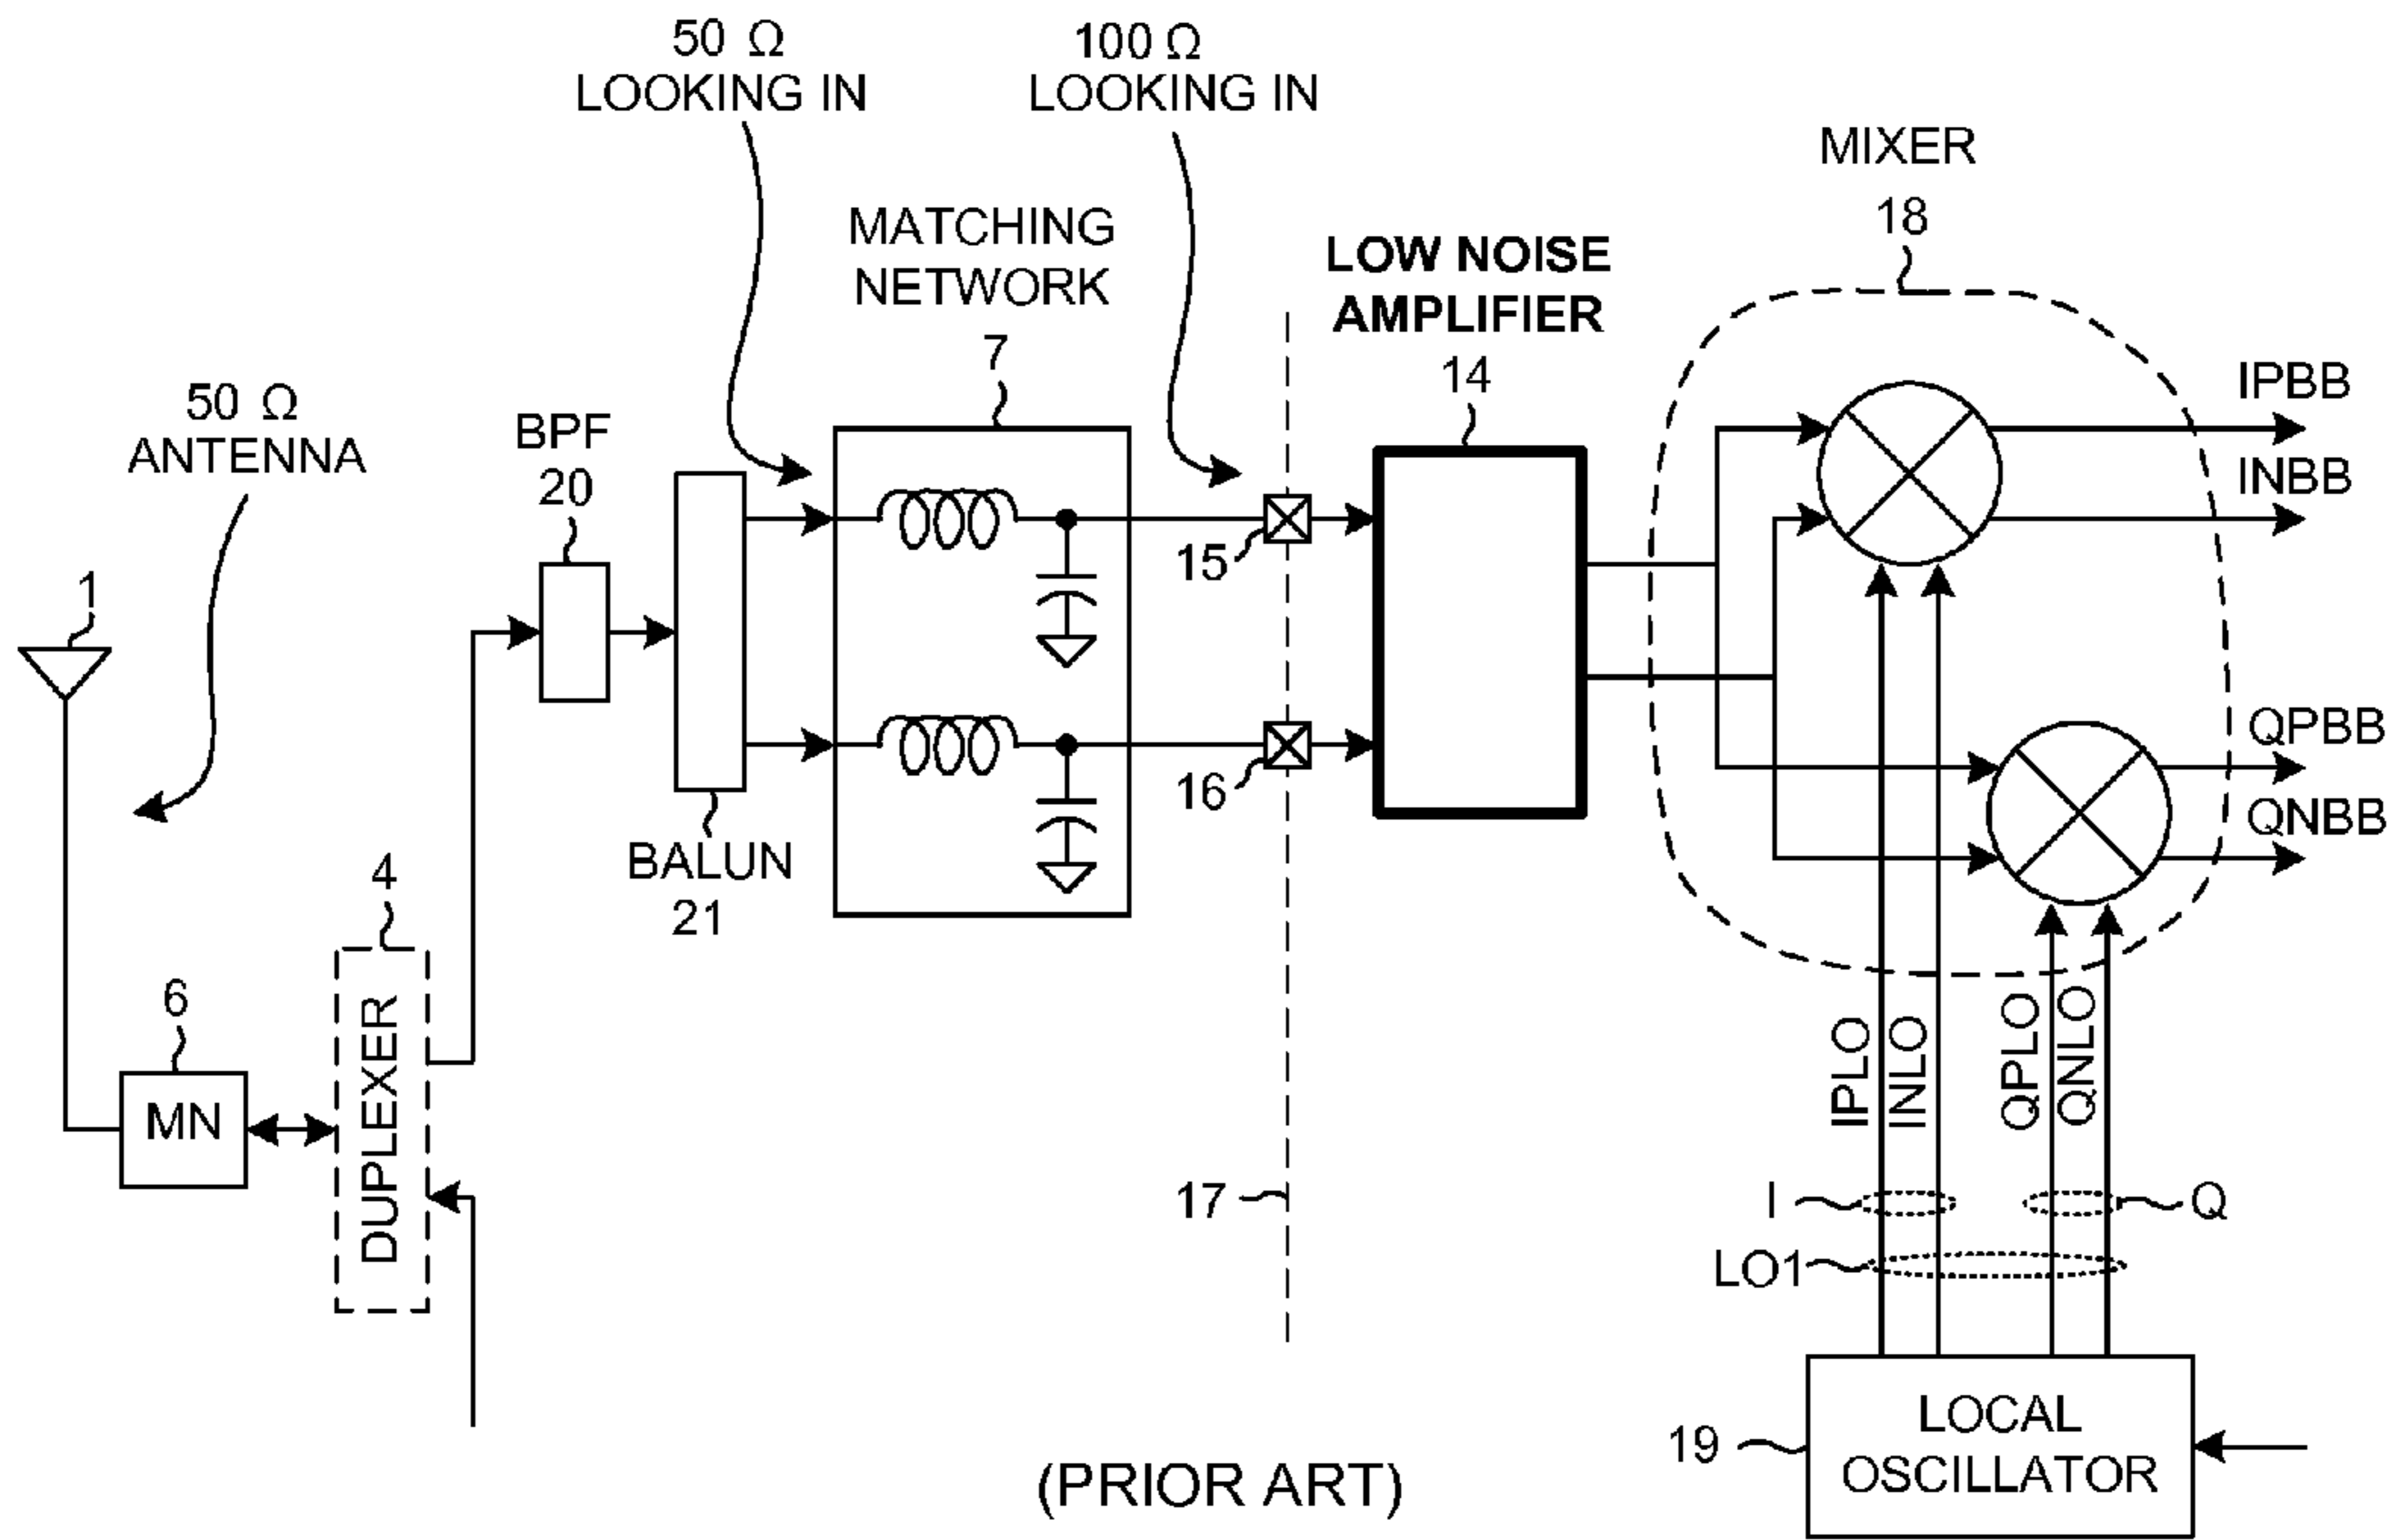 50 Ω
LOOKING IN
100 Ω
LOOKING IN
MIXER
18
MATCHING
NETWORK
7
LOW NOISE
AMPLIFIER
14
50 Ω
ANTENNA
BPF
20
IPBB
INBB
15
1
16
QPBB
QNBB
BALUN
21
4
DUPLEXER
6
MN
IPLO
INLO
QPLO
QNLO
17
I
Q
LO1
19
LOCAL
OSCILLATOR
(PRIOR ART)